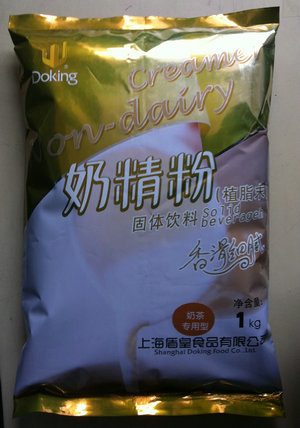 Doking
Creamer
non-dairy
奶精粉
(植脂末
固体饮料
Solid
beverage)
香滑细腻
奶茶
专用型
净含量:
1kg
上海盾皇食品有限公司
Shanghai Doking Food Co.,Ltd.